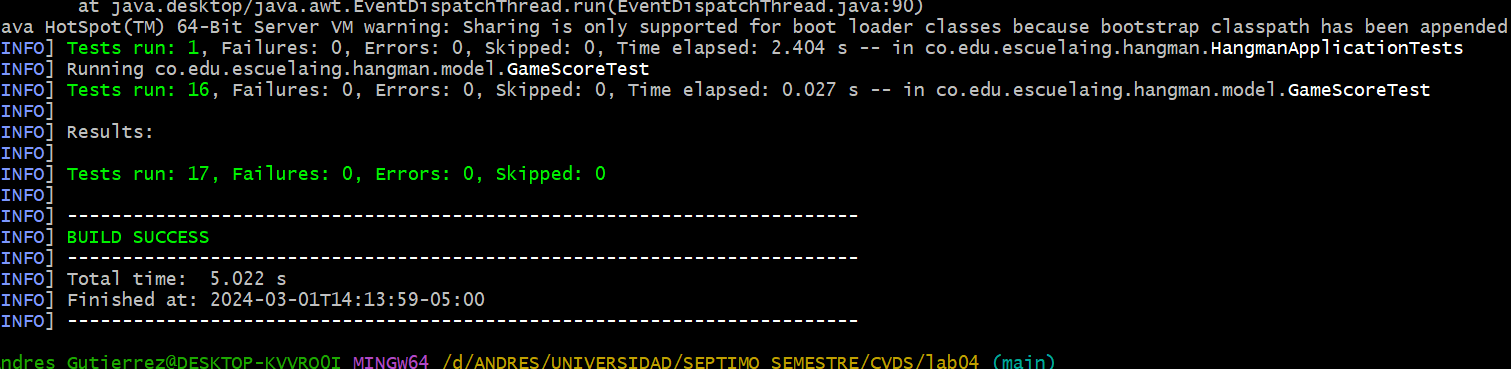 at java.desktop/java.awt.EventDispatchThread.run(EventDispatchThread.java:90)
ava HotSpot(TM) 64-Bit Server VM warning: Sharing is only supported for boot loader classes because bootstrap classpath has been appended
INFO] Tests run: 1, Failures: 0, Errors: 0, Skipped: 0, Time elapsed: 2.404 s -- in co.edu.escuelaing.hangman.HangmanApplicationTests
INFO] Running co.edu.escuelaing.hangman.model.GameScoreTest
INFO] Tests run: 16, Failures: 0, Errors: 0, Skipped: 0, Time elapsed: 0.027 s -- in co.edu.escuelaing.hangman.model.GameScoreTest
INFO]
INFO] Results:
INFO]
INFO] Tests run: 17, Failures: 0, Errors: 0, Skipped: 0
INFO]
INFO] ------------------------------------------------------------------------
INFO] BUILD SUCCESS
INFO] ------------------------------------------------------------------------
INFO] Total time:  5.022 s
INFO] Finished at: 2024-03-01T14:13:59-05:00
INFO] ------------------------------------------------------------------------
ndres Gutierrez@DESKTOP-KVVRO0I MINGW64 /d/ANDRES/UNIVERSIDAD/SEPTIMO SEMESTRE/CVDS/lab04 (main)